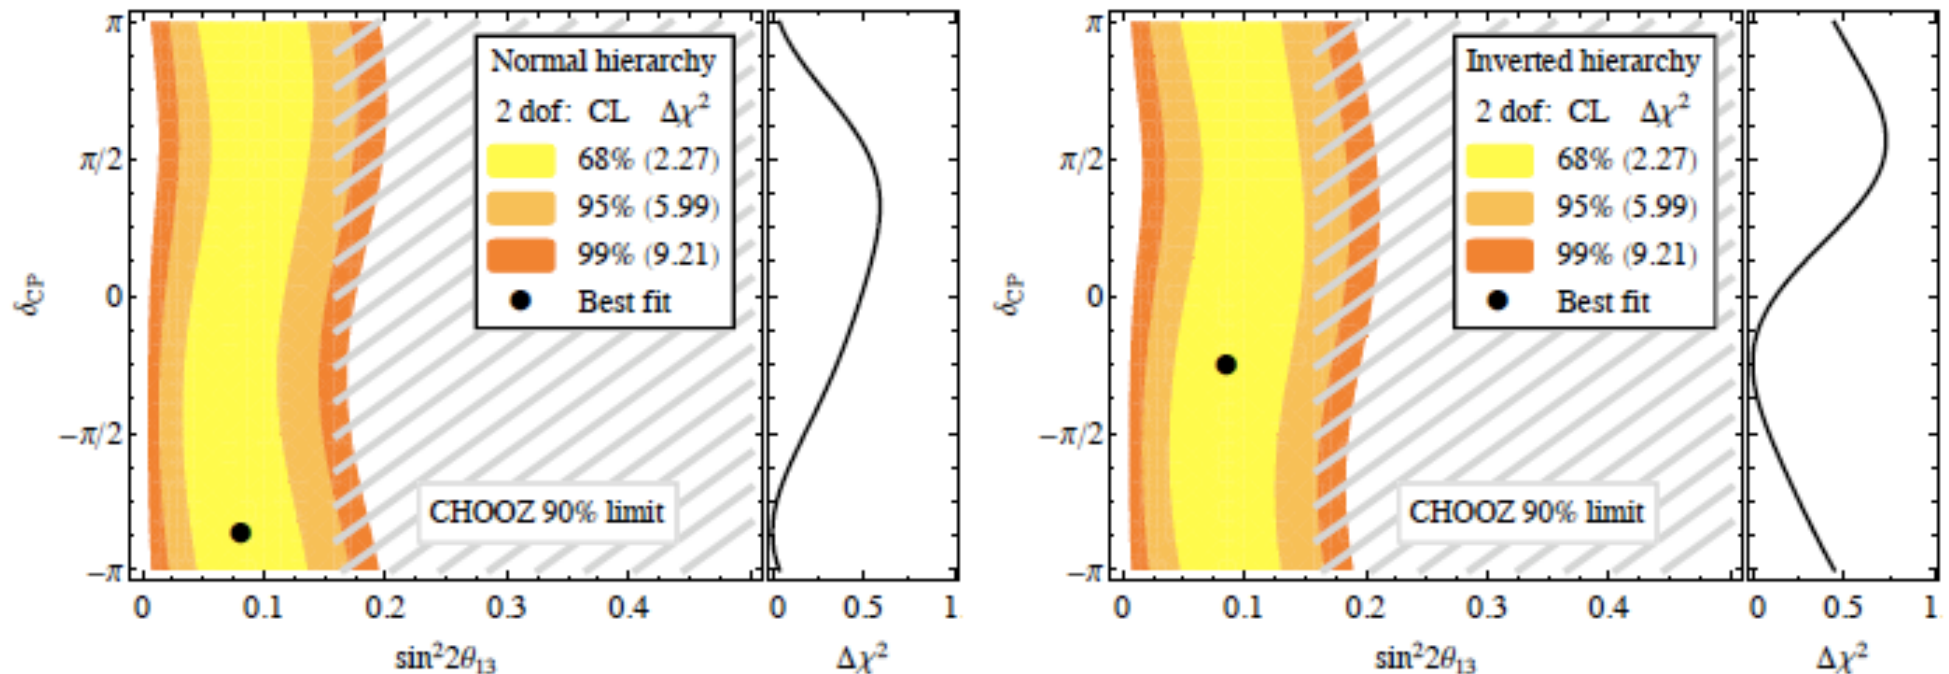 π
π/2
0
−π/2
−π
δCP
Normal hierarchy
2 dof: CL Δχ²
68% (2.27)
95% (5.99)
99% (9.21)
Best fit
CHOOZ 90% limit
0 0.1 0.2 0.3 0.4
sin²2θ₁₃
0 0.5 1.
Δχ²
π
π/2
0
−π/2
−π
δCP
Inverted hierarchy
2 dof: CL Δχ²
68% (2.27)
95% (5.99)
99% (9.21)
Best fit
CHOOZ 90% limit
0 0.1 0.2 0.3 0.4
sin²2θ₁₃
0 0.5 1.
Δχ²